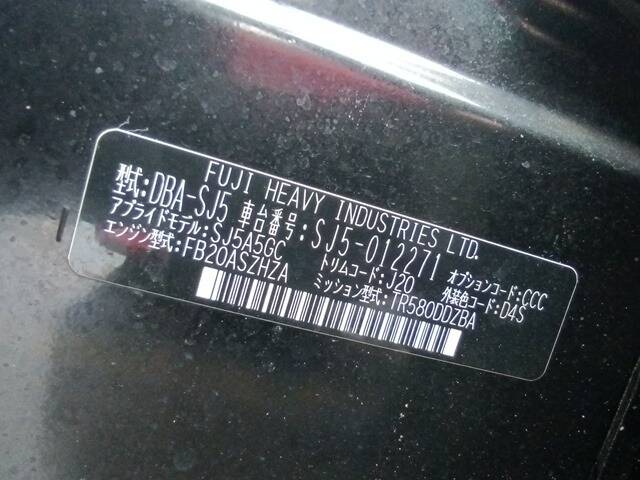 FUJI HEAVY INDUSTRIES LTD.
型式:DBA-SJ5 車台番号:SJ5-012271
アプライドモデル:SJ5A5GC トリムコード:J20 オプションコード:CCC
エンジン型式:FB20ASZHZA ミッション型式:TR580DDZBA 外装色コード:D4S